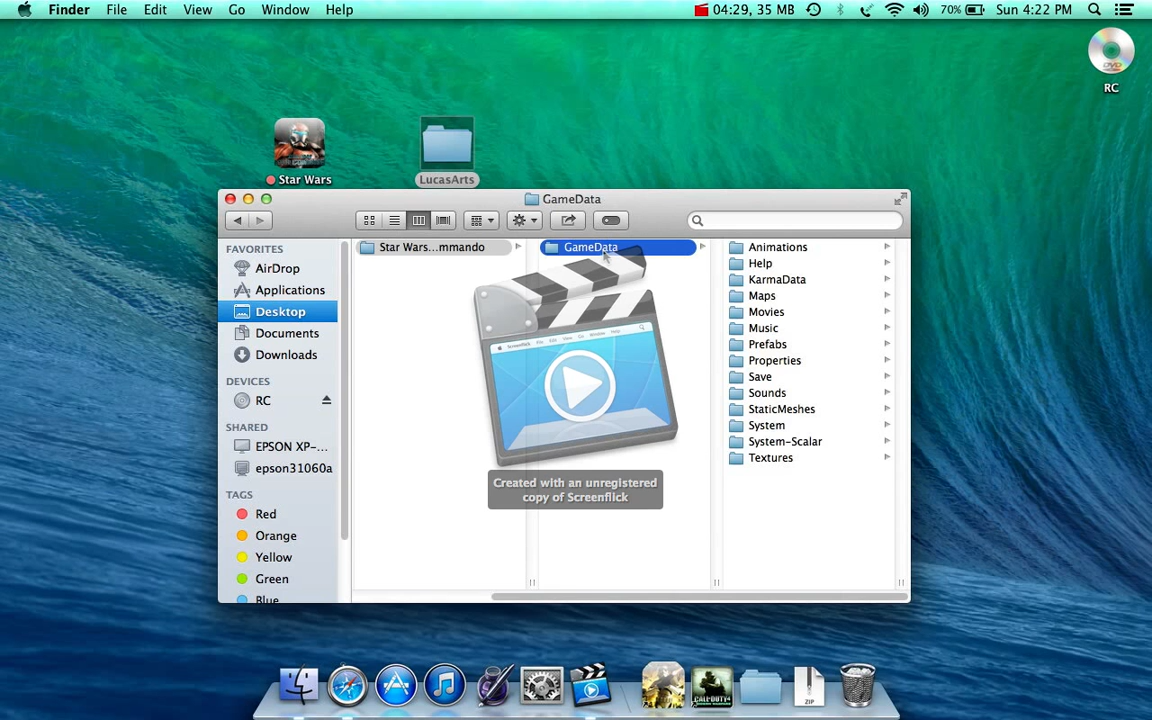 Finder File Edit View Go Window Help 04:29, 35 MB 70% Sun 4:22 PM
RC
Star Wars
LucasArts
GameData
FAVORITES
AirDrop
Applications
Desktop
Documents
Downloads
DEVICES
RC
SHARED
EPSON XP-...
epson31060a
TAGS
Red
Orange
Yellow
Green
Blue
Star Wars...mmando
GameData
Animations
Help
KarmaData
Maps
Movies
Music
Prefabs
Properties
Save
Sounds
StaticMeshes
System
System-Scalar
Textures
Created with an unregistered
copy of Screenflick
ZIP